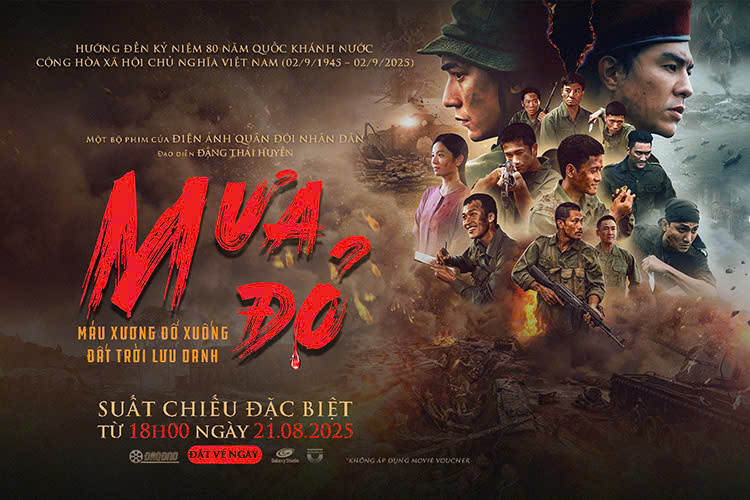 HƯỚNG ĐẾN KỶ NIỆM 80 NĂM QUỐC KHÁNH NƯỚC
CỘNG HÒA XÃ HỘI CHỦ NGHĨA VIỆT NAM (02/9/1945 – 02/9/2025)
MỘT BỘ PHIM CỦA ĐIỆN ẢNH QUÂN ĐỘI NHÂN DÂN
ĐẠO DIỄN ĐẶNG THÁI HUYỀN
MƯA
ĐỎ
MÁU XƯƠNG ĐỔ XUỐNG
ĐẤT TRỜI LƯU DANH
SUẤT CHIẾU ĐẶC BIỆT
TỪ 18H00 NGÀY 21.08.2025
ĐẶT VÉ NGAY
Galaxy Studio
*KHÔNG ÁP DỤNG MOVIE VOUCHER